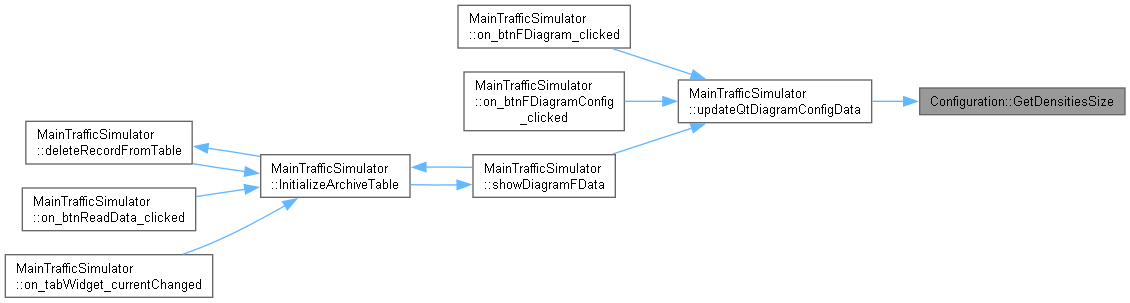 MainTrafficSimulator
::on_btnFDiagram_clicked
MainTrafficSimulator
::on_btnFDiagramConfig
_clicked
MainTrafficSimulator
::updateQtDiagramConfigData
Configuration::GetDensitiesSize
MainTrafficSimulator
::deleteRecordFromTable
MainTrafficSimulator
::InitializeArchiveTable
MainTrafficSimulator
::showDiagramFData
MainTrafficSimulator
::on_btnReadData_clicked
MainTrafficSimulator
::on_tabWidget_currentChanged